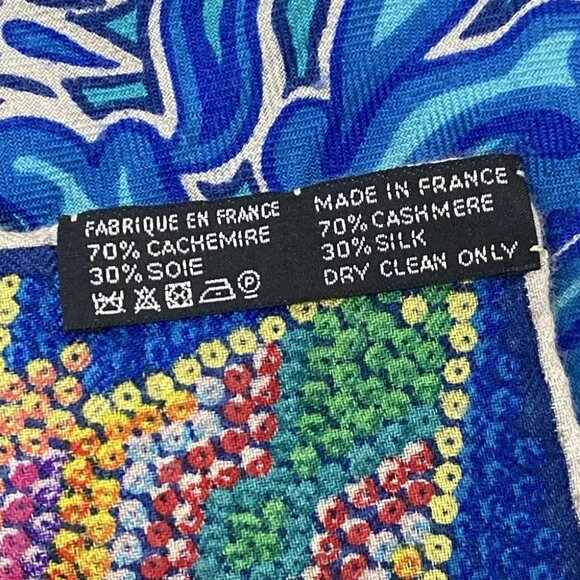 FABRIQUE EN FRANCE
70% CACHEMIRE
30% SOIE
P
MADE IN FRANCE
70% CASHMERE
30% SILK
DRY CLEAN ONLY